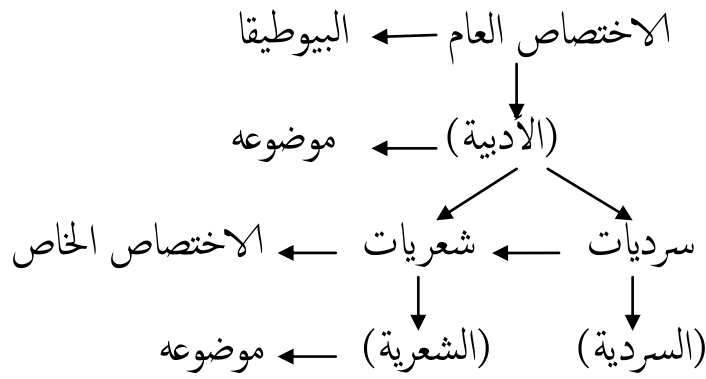 الاختصاص العام البيوطيقا
(الأدبية) موضوعه
سرديات شعريات الاختصاص الخاص
(السردية) (الشعرية) موضوعه